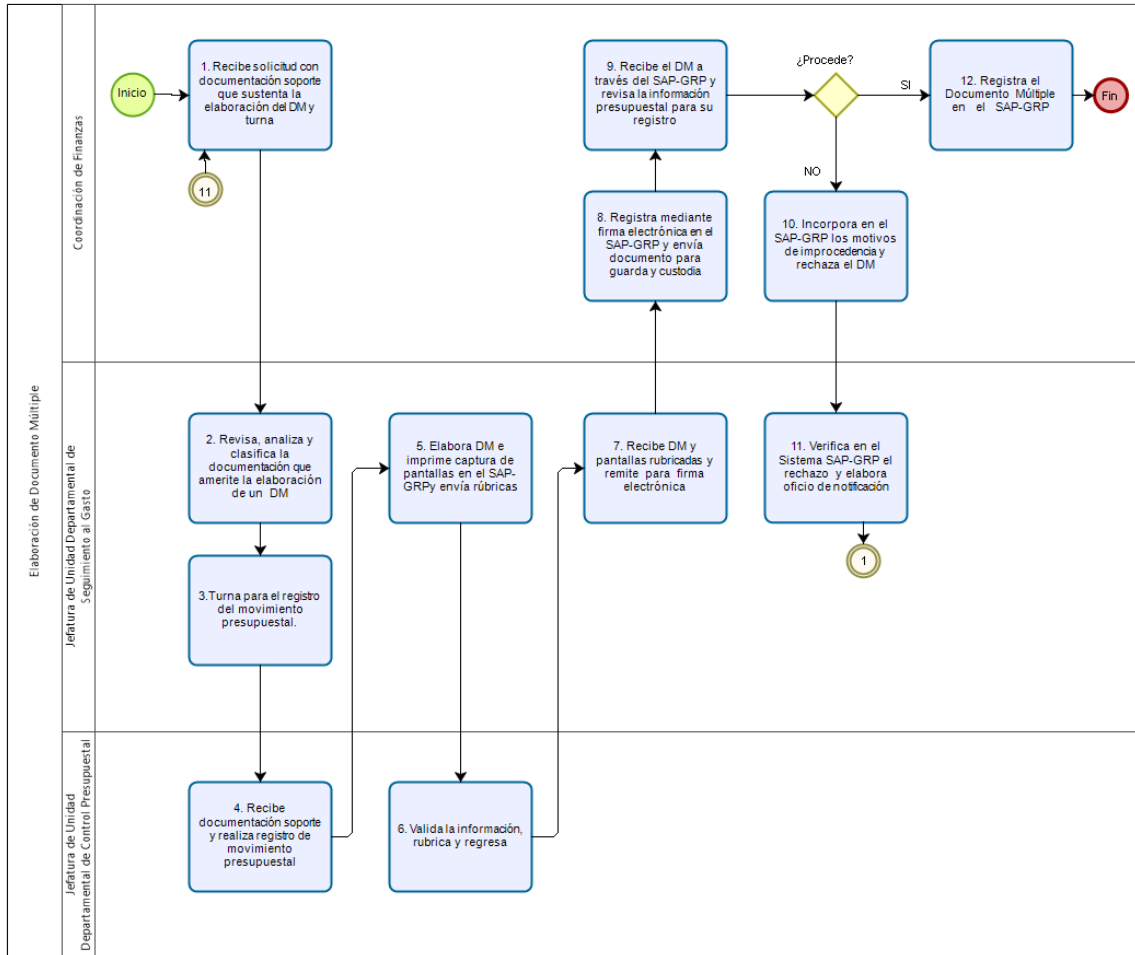 Elaboración de Documento Múltiple
Coordinación de Finanzas
Inicio
1. Recibe solicitud con
documentación soporte
que sustenta la
elaboración del DM y
turna
11
9. Recibe el DM a
través del SAP-GRP y
revisa la información
presupuestal para su
registro
¿Procede?
SI
12. Registra el
Documento Múltiple
en el SAP-GRP
Fin
NO
8. Registra mediante
firma electrónica en el
SAP-GRP y envía
documento para
guarda y custodia
10. Incorpora en el
SAP-GRP los motivos
de improcedencia y
rechaza el DM
Jefatura de Unidad Departamental de
Seguimiento al Gasto
2. Revisa, analiza y
clasifica la
documentación que
amerite la elaboración
de un DM
5. Elabora DM e
imprime captura de
pantallas en el SAP-
GRPy envía rúbricas
7. Recibe DM y
pantallas rubricadas y
remite para firma
electrónica
11. Verifica en el
Sistema SAP-GRP el
rechazo y elabora
oficio de notificación
3.Turna para el registro
del movimiento
presupuestal.
1
Jefatura de Unidad
Departamental de Control Presupuestal
4. Recibe
documentación soporte
y realiza registro de
movimiento
presupuestal
6. Valida la información,
rubrica y regresa